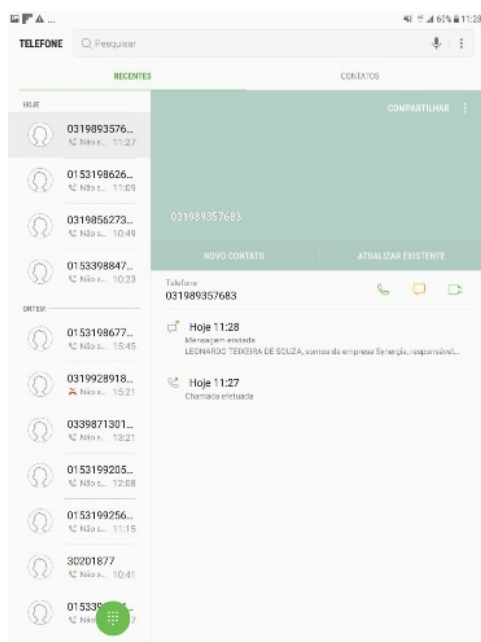 60% 11:28
TELEFONE Pesquisar
RECENTES CONTATOS
HOJE
0319893576...
Não s... 11:27
0153198626...
Não s... 11:09
0319856273...
Não s... 10:49
0153398847...
Não s... 10:23
ONTEM
0153198677...
Não s... 15:45
0319928918...
Não s... 15:21
0339871301...
Não s... 13:21
0153199205...
Não s... 12:08
0153199256...
Não s... 11:15
30201877
Não s... 10:41
COMPARTILHAR
031989357683
NOVO CONTATO ATUALIZAR EXISTENTE
Telefone
031989357683
Hoje 11:28
Mensagem enviada
LEONARDO TEIXEIRA DE SOUZA, somos da empresa Synergia, responsável...
Hoje 11:27
Chamada efetuada